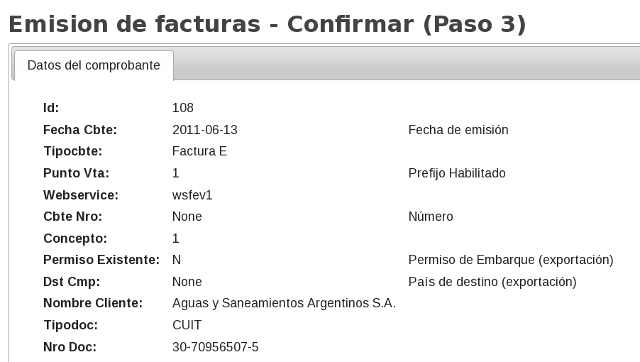 Emision de facturas - Confirmar (Paso 3)
Datos del comprobante
Id: 108
Fecha Cbte: 2011-06-13 Fecha de emisión
Tipocbte: Factura E
Punto Vta: 1 Prefijo Habilitado
Webservice: wsfev1
Cbte Nro: None Número
Concepto: 1
Permiso Existente: N Permiso de Embarque (exportación)
Dst Cmp: None País de destino (exportación)
Nombre Cliente: Aguas y Saneamientos Argentinos S.A.
Tipodoc: CUIT
Nro Doc: 30-70956507-5